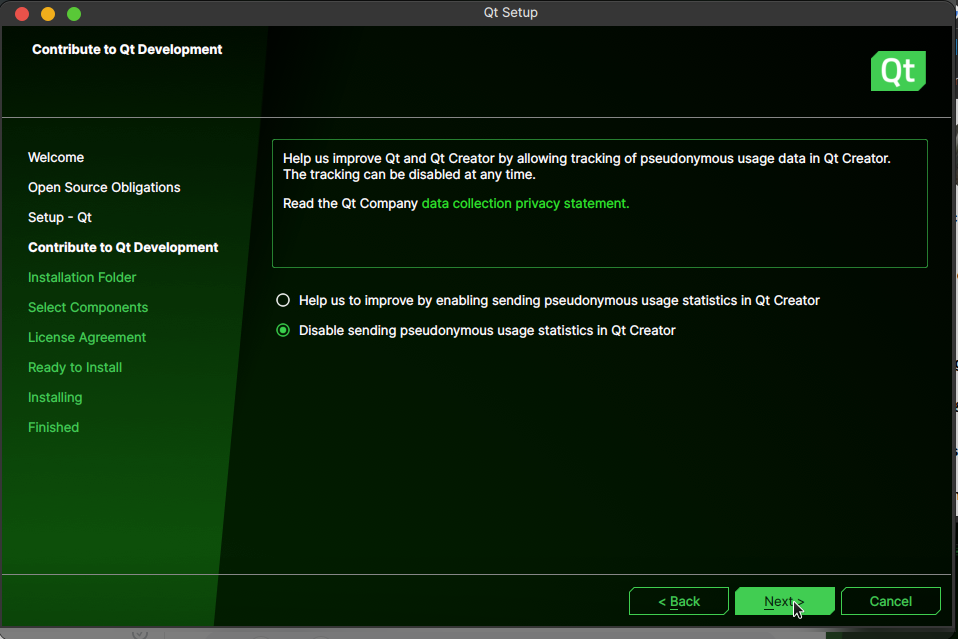 Qt Setup
Contribute to Qt Development
Qt
Welcome
Open Source Obligations
Setup - Qt
Contribute to Qt Development
Installation Folder
Select Components
License Agreement
Ready to Install
Installing
Finished
Help us improve Qt and Qt Creator by allowing tracking of pseudonymous usage data in Qt Creator.
The tracking can be disabled at any time.
Read the Qt Company data collection privacy statement.
Help us to improve by enabling sending pseudonymous usage statistics in Qt Creator
Disable sending pseudonymous usage statistics in Qt Creator
< Back
Next >
Cancel